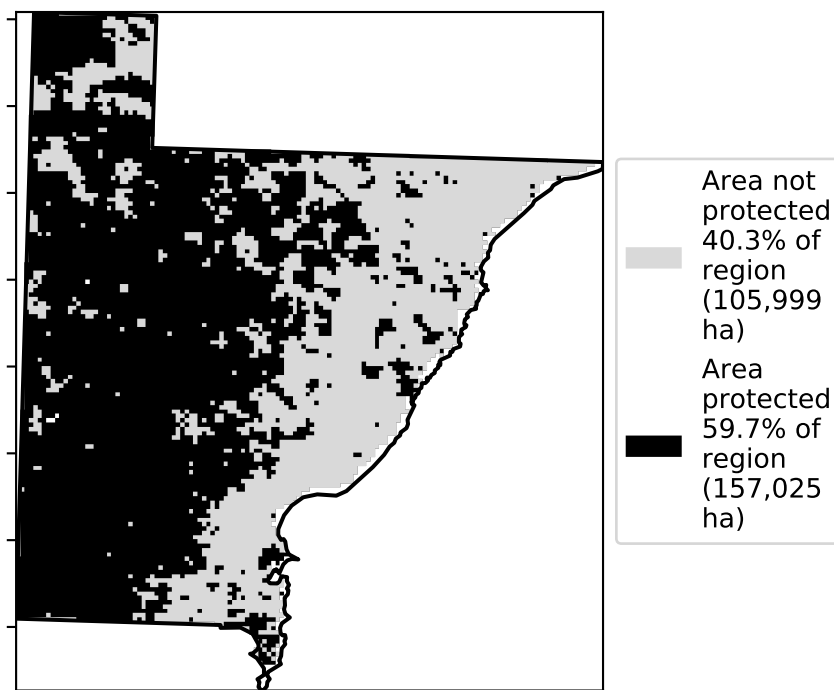 Area not
protected
40.3% of
region
(105,999
ha)
Area
protected
59.7% of
region
(157,025
ha)